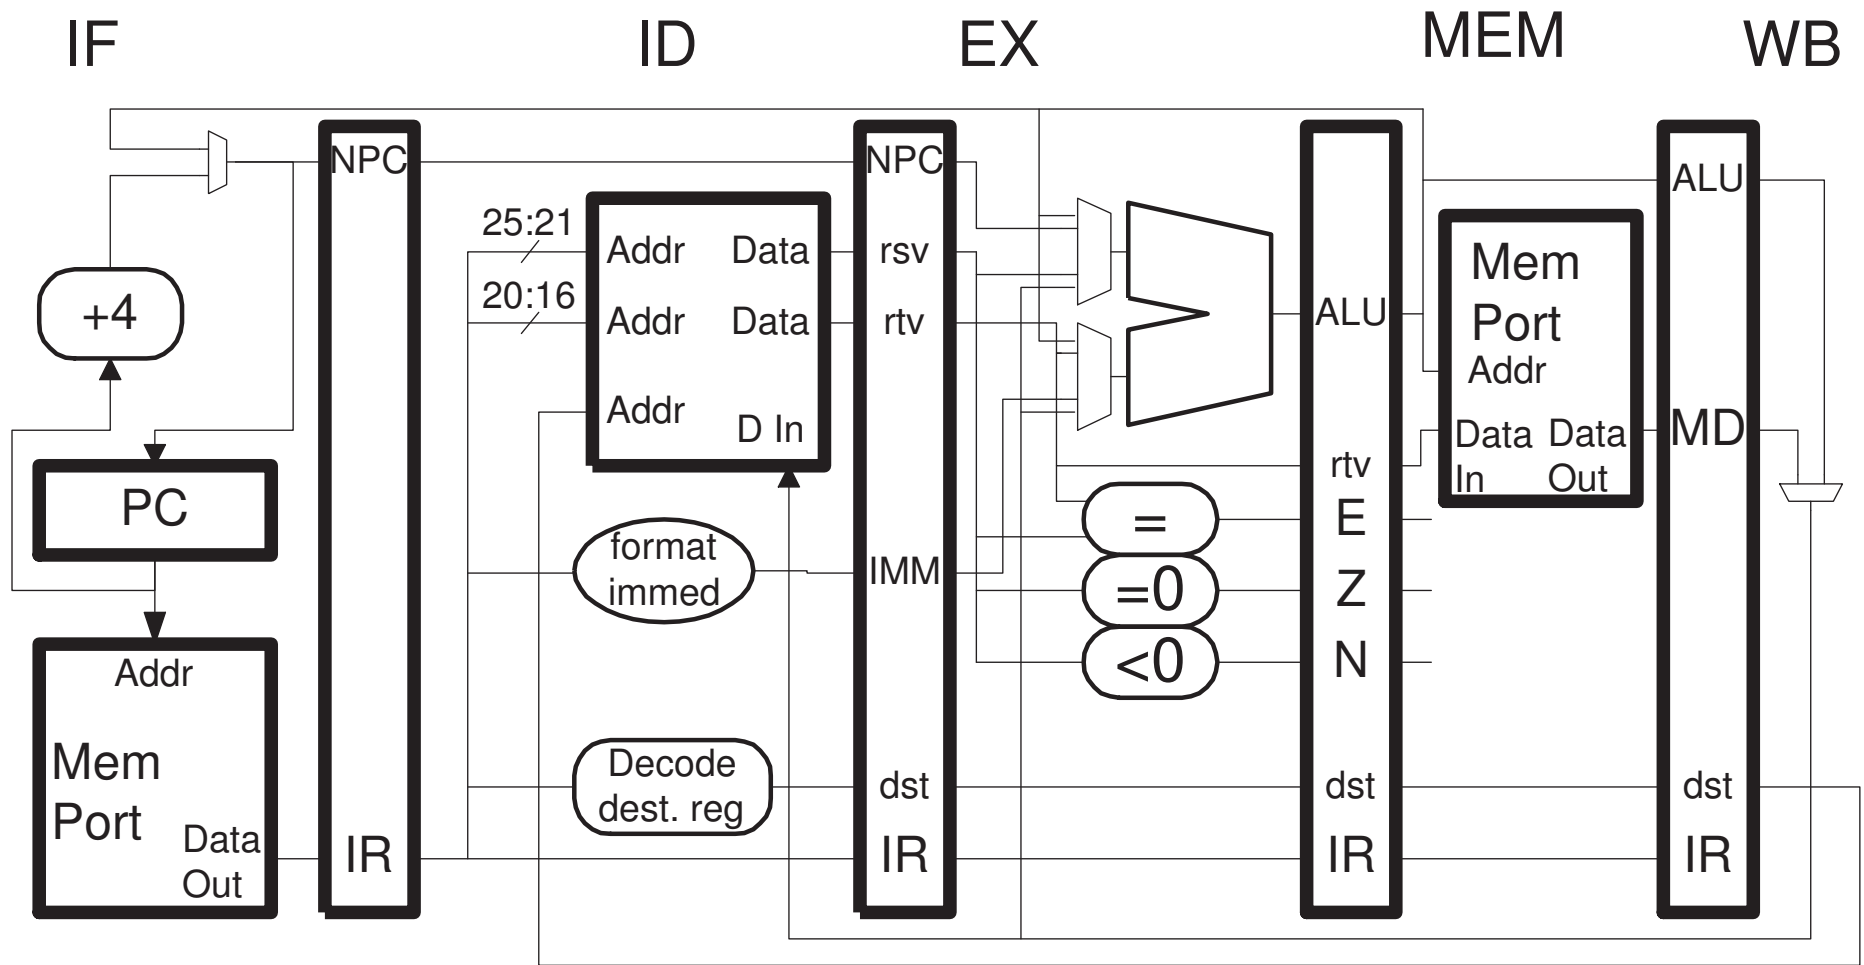 IF
ID
EX
MEM
WB
+4
PC
Addr
Mem
Port
Data
Out
NPC
IR
25:21
20:16
Addr
Data
Addr
Data
Addr
D In
format
immed
Decode
dest. reg
NPC
rsv
rtv
IMM
dst
IR
=
=0
<0
ALU
rtv
E
Z
N
dst
IR
Mem
Port
Addr
Data
In
Data
Out
ALU
MD
dst
IR